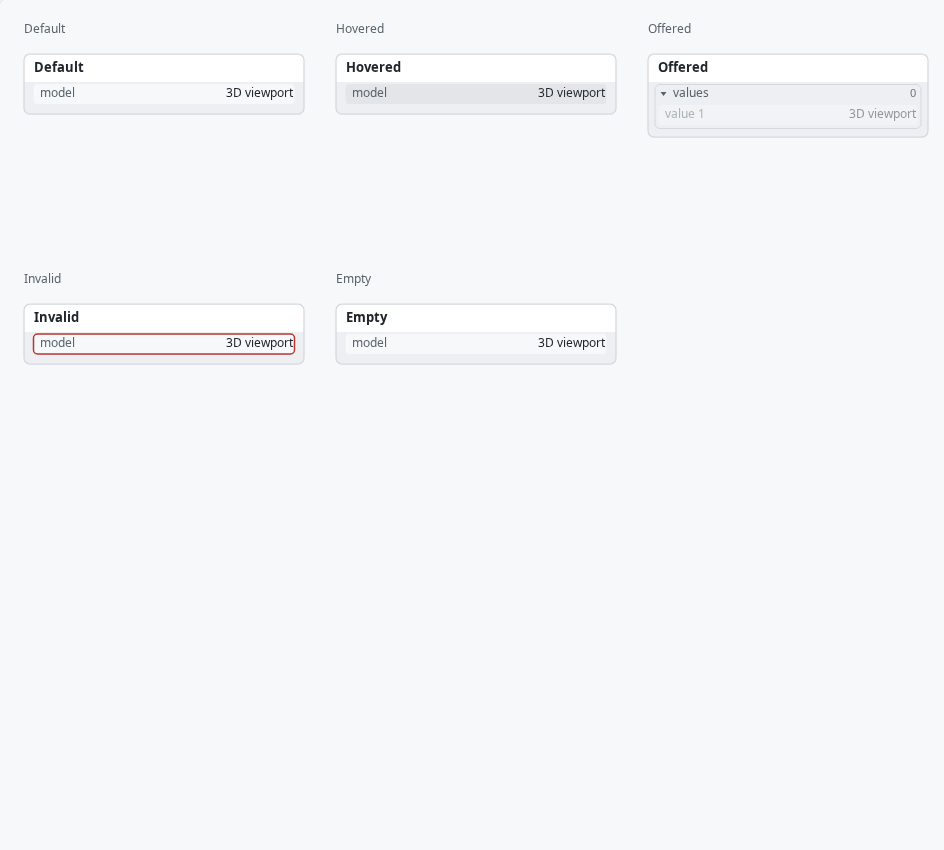 Default
Hovered
Offered
Default
model 3D viewport
Hovered
model 3D viewport
Offered
values 0
value 1 3D viewport
Invalid
Empty
Invalid
model 3D viewport
Empty
model 3D viewport